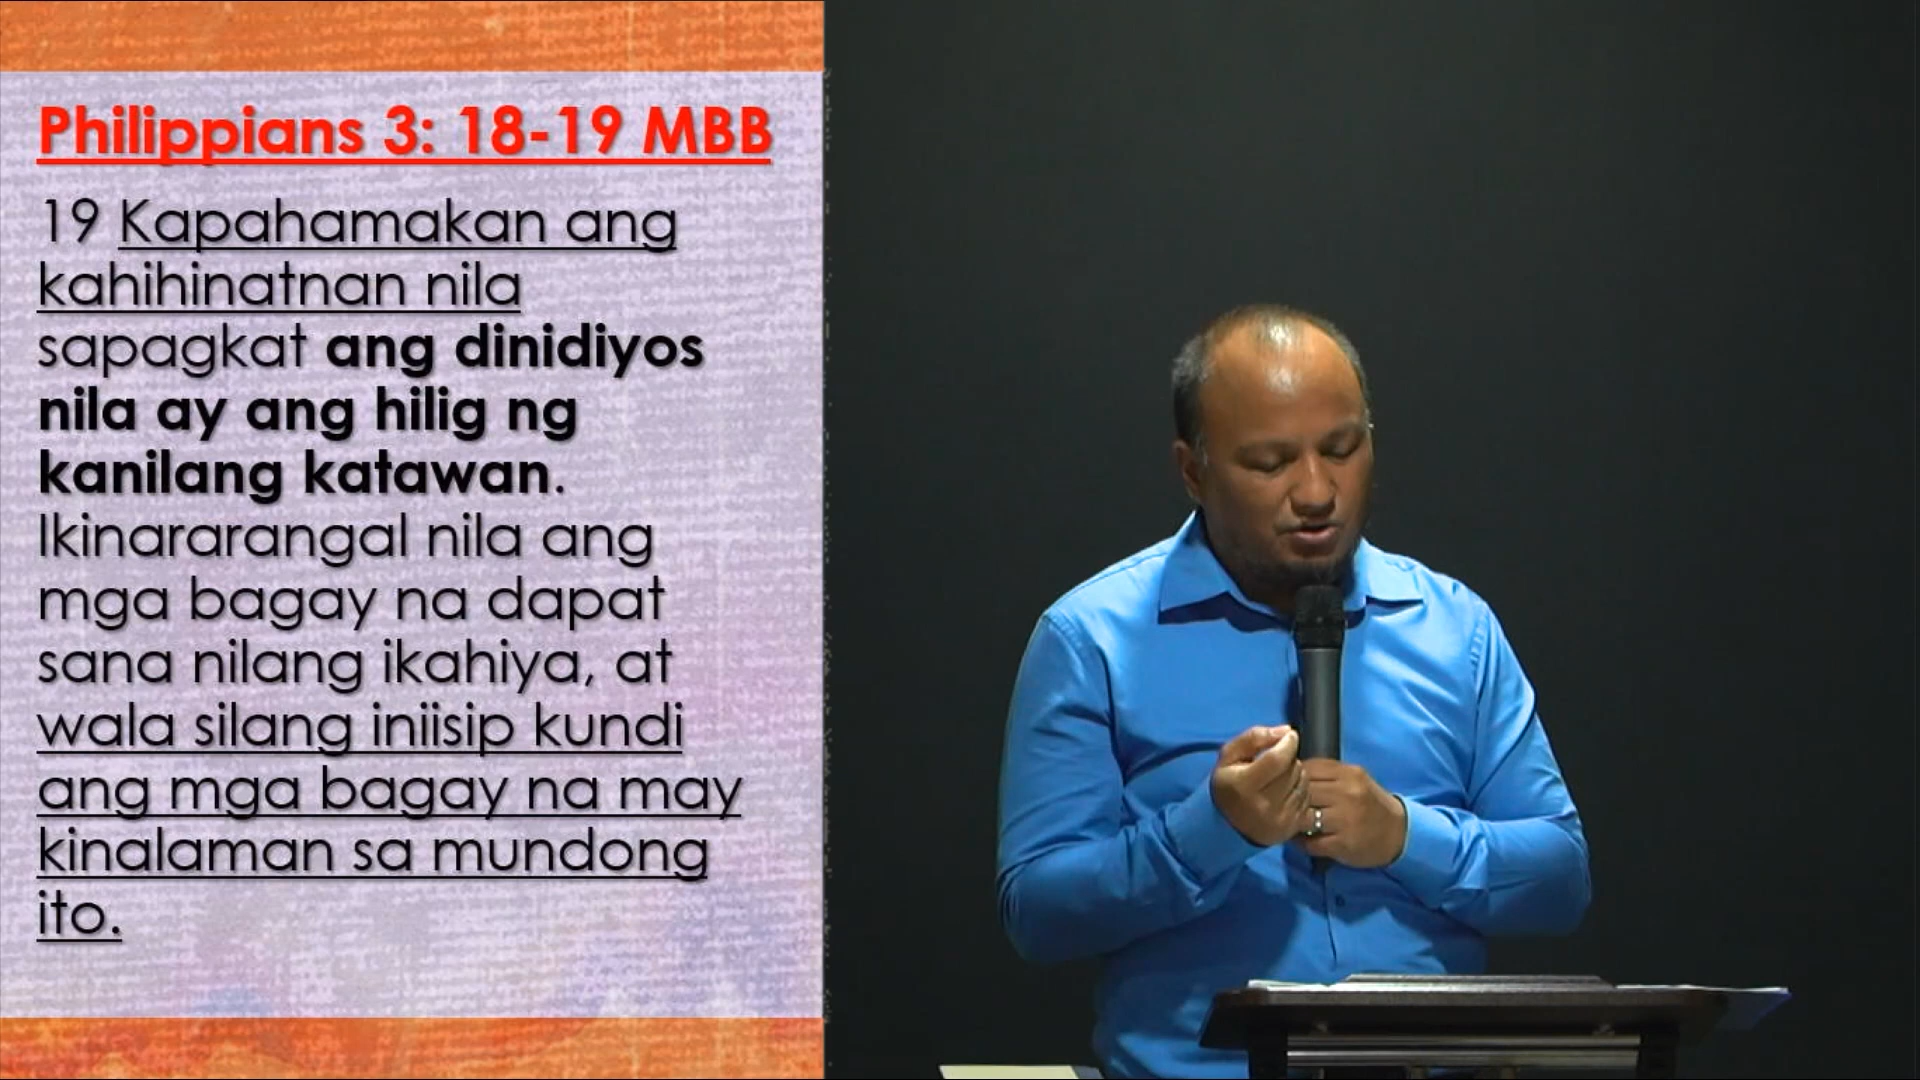 Philippians 3: 18-19 MBB
19 Kapahamakan ang
kahihinatnan nila
sapagkat ang dinidiyos
nila ay ang hilig ng
kanilang katawan.
Ikinararangal nila ang
mga bagay na dapat
sana nilang ikahiya, at
wala silang iniisip kundi
ang mga bagay na may
kinalaman sa mundong
ito.